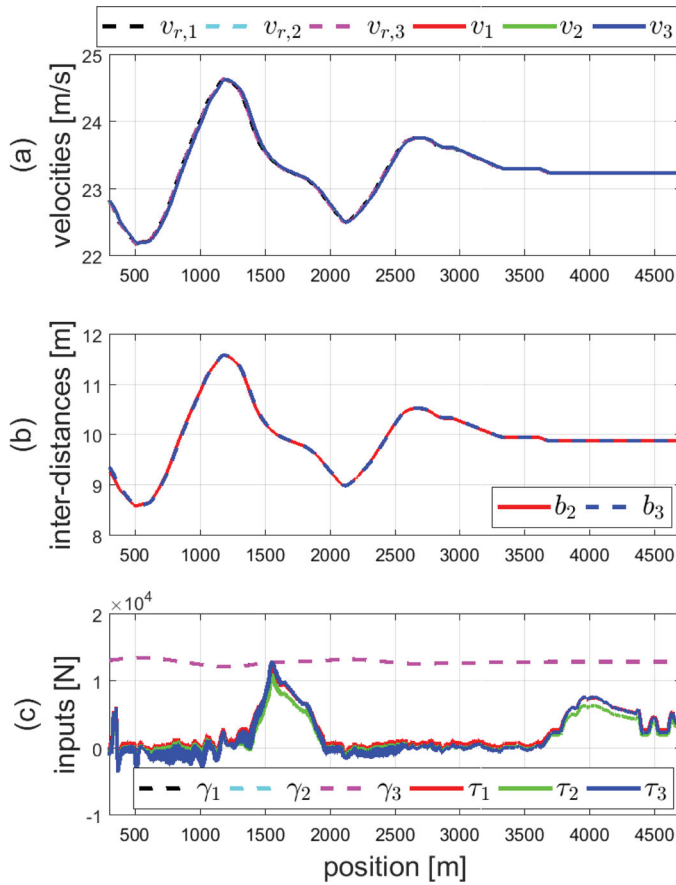 v_{r,1} v_{r,2} v_{r,3} v_1 v_2 v_3
25
24
23
22
velocities [m/s]
(a)
500 1000 1500 2000 2500 3000 3500 4000 4500
12
11
10
9
8
inter-distances [m]
(b)
b_2 b_3
500 1000 1500 2000 2500 3000 3500 4000 4500
×10^4
2
1
0
-1
inputs [N]
(c)
γ_1 γ_2 γ_3 τ_1 τ_2 τ_3
500 1000 1500 2000 2500 3000 3500 4000 4500
position [m]